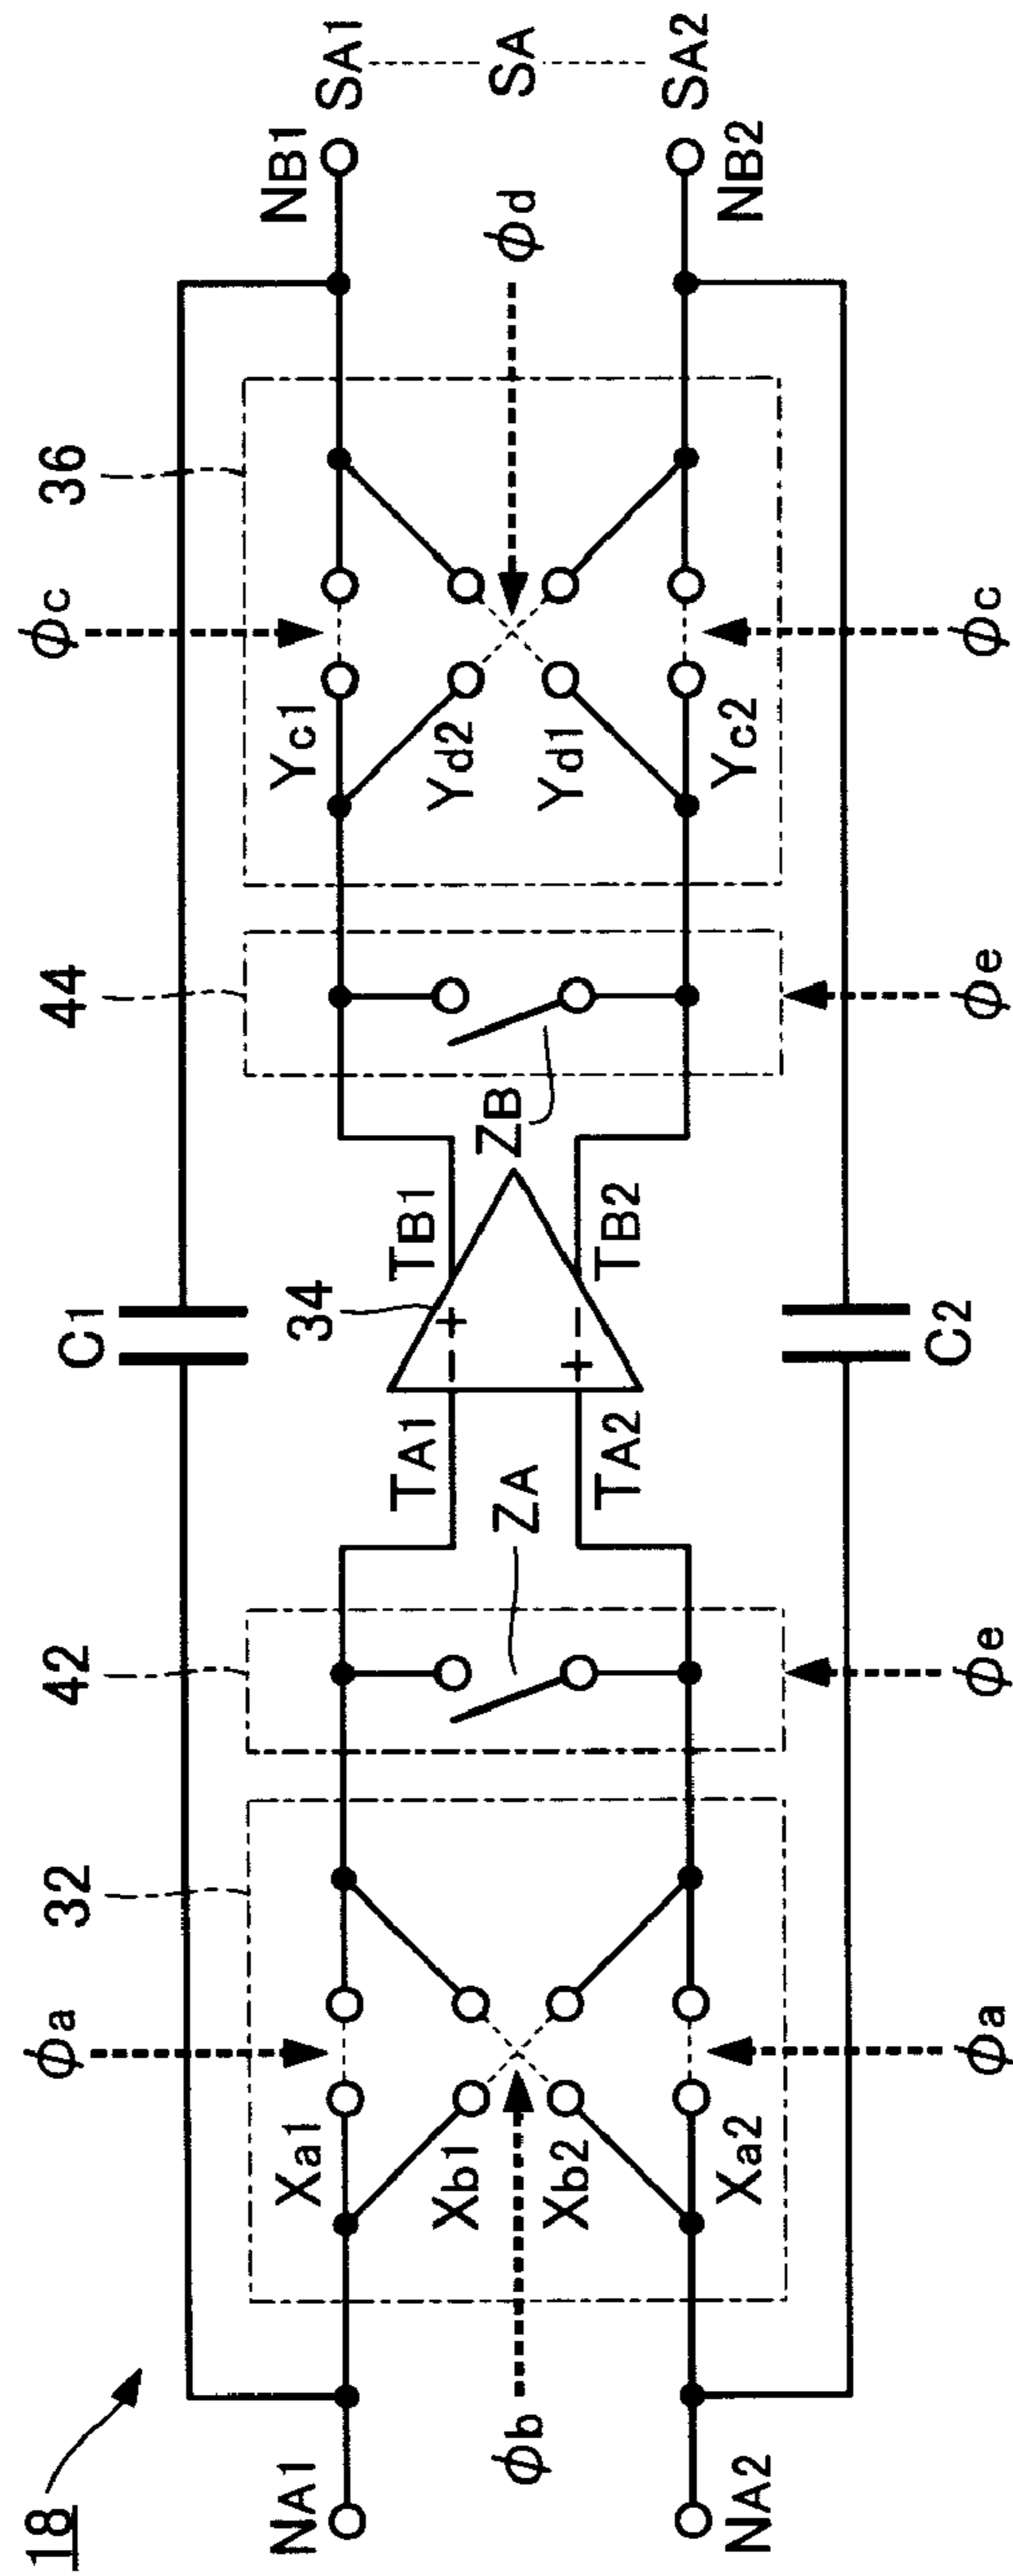 18
C1
32
42
34
44
36
ϕa
ϕc
NA1
Xa1
TA1
TB1
Yc1
NB1
SA1
ϕb
Xb1
ZA
ZB
Yd2
ϕd
SA
Xb2
Yd1
− +
+ −
NA2
Xa2
TA2
TB2
Yc2
NB2
SA2
ϕa
ϕe
C2
ϕe
ϕc